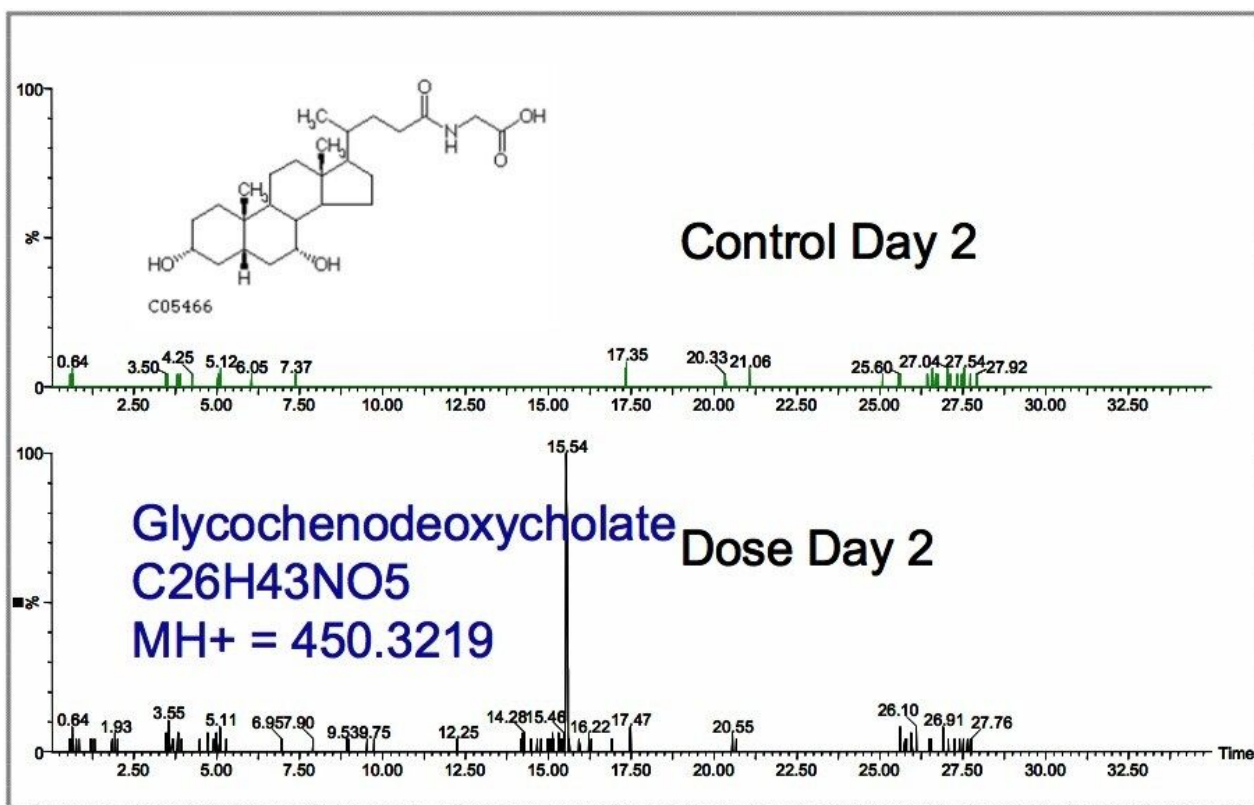 100
%
0
O
H₃C
OH
N
H
O
CH₃
CH₃
HO
H
OH
C05466
Control Day 2
0.64
3.50
4.25
5.12
6.05
7.37
17.35
20.33
21.06
25.60
27.04
27.54
27.92
2.50 5.00 7.50 10.00 12.50 15.00 17.50 20.00 22.50 25.00 27.50 30.00 32.50
100
%
0
15.54
Glycochenodeoxycholate
C26H43NO5
MH+ = 450.3219
Dose Day 2
0.64
1.93
3.55
5.11
6.95
7.90
9.53
9.75
12.25
14.28
15.46
16.22
17.47
20.55
26.10
26.91
27.76
Time
2.50 5.00 7.50 10.00 12.50 15.00 17.50 20.00 22.50 25.00 27.50 30.00 32.50